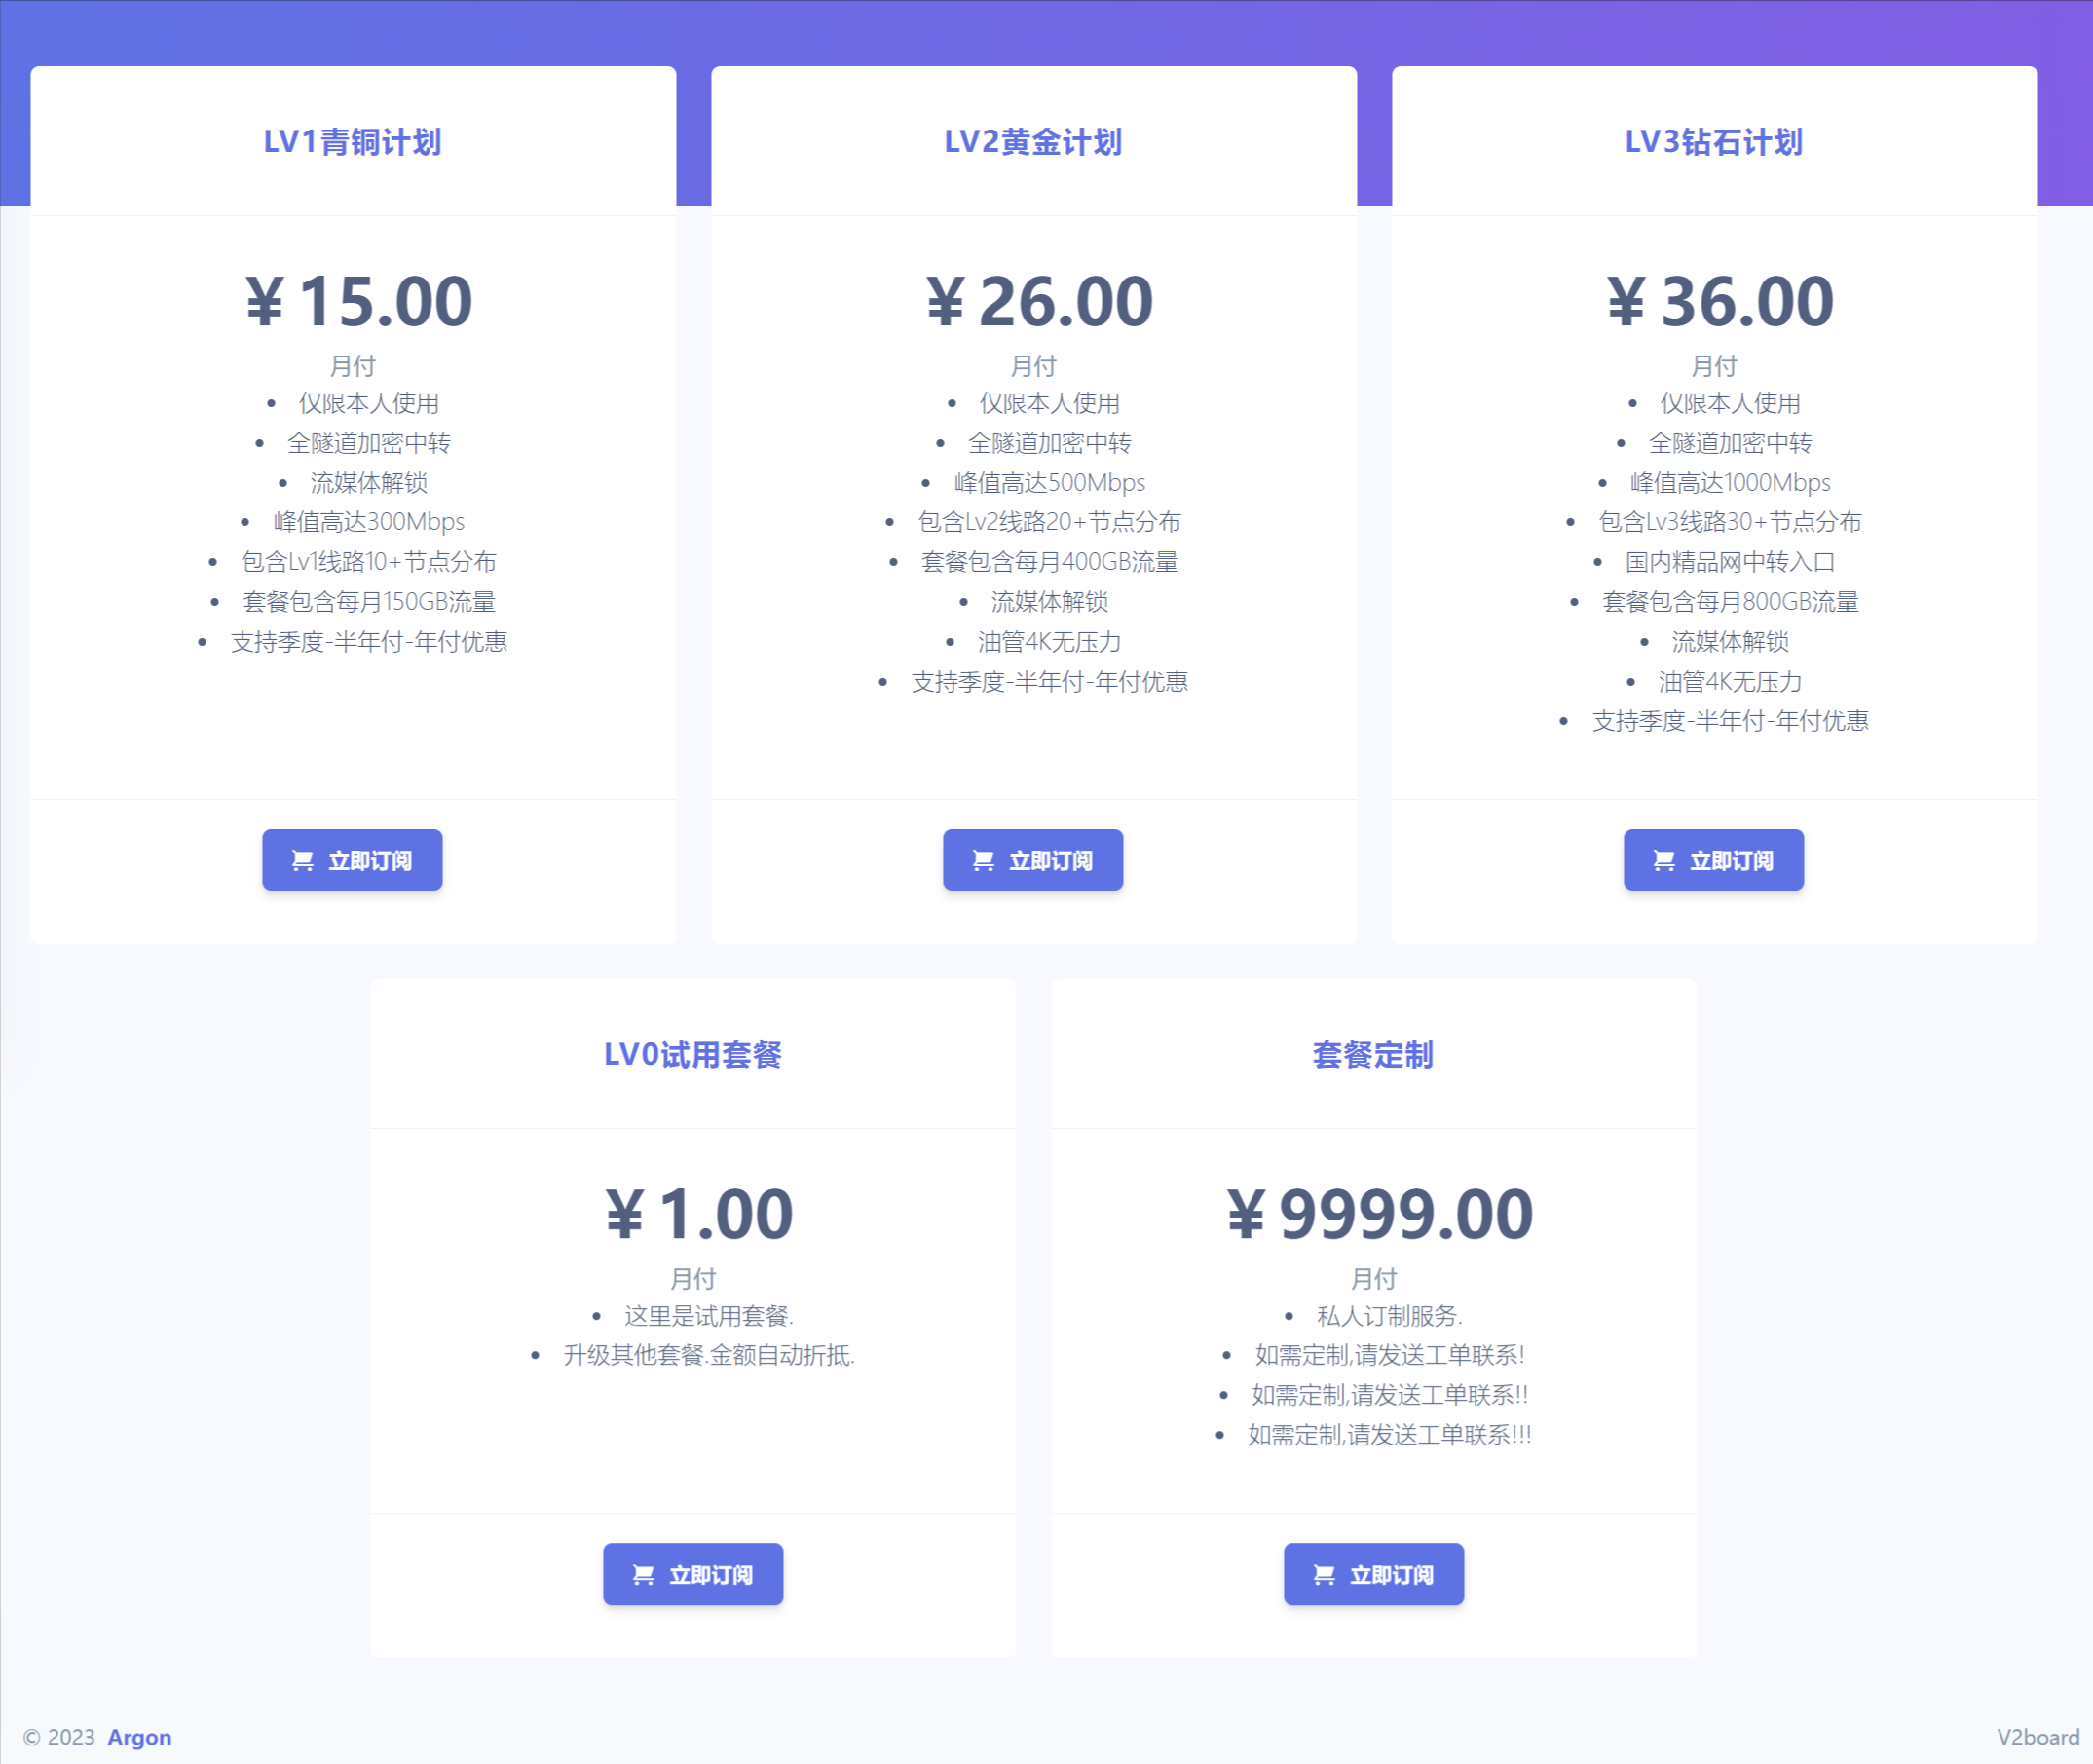 LV1青铜计划
¥ 15.00
月付
• 仅限本人使用
• 全隧道加密中转
• 流媒体解锁
• 峰值高达300Mbps
• 包含Lv1线路10+节点分布
• 套餐包含每月150GB流量
• 支持季度-半年付-年付优惠
立即订阅
LV2黄金计划
¥ 26.00
月付
• 仅限本人使用
• 全隧道加密中转
• 峰值高达500Mbps
• 包含Lv2线路20+节点分布
• 套餐包含每月400GB流量
• 流媒体解锁
• 油管4K无压力
• 支持季度-半年付-年付优惠
立即订阅
LV3钻石计划
¥ 36.00
月付
• 仅限本人使用
• 全隧道加密中转
• 峰值高达1000Mbps
• 包含Lv3线路30+节点分布
• 国内精品网中转入口
• 套餐包含每月800GB流量
• 流媒体解锁
• 油管4K无压力
• 支持季度-半年付-年付优惠
立即订阅
LV0试用套餐
¥ 1.00
月付
• 这里是试用套餐.
• 升级其他套餐.金额自动折抵.
立即订阅
套餐定制
¥ 9999.00
月付
• 私人订制服务.
• 如需定制,请发送工单联系!
• 如需定制,请发送工单联系!!
• 如需定制,请发送工单联系!!!
立即订阅
© 2023 Argon
V2board